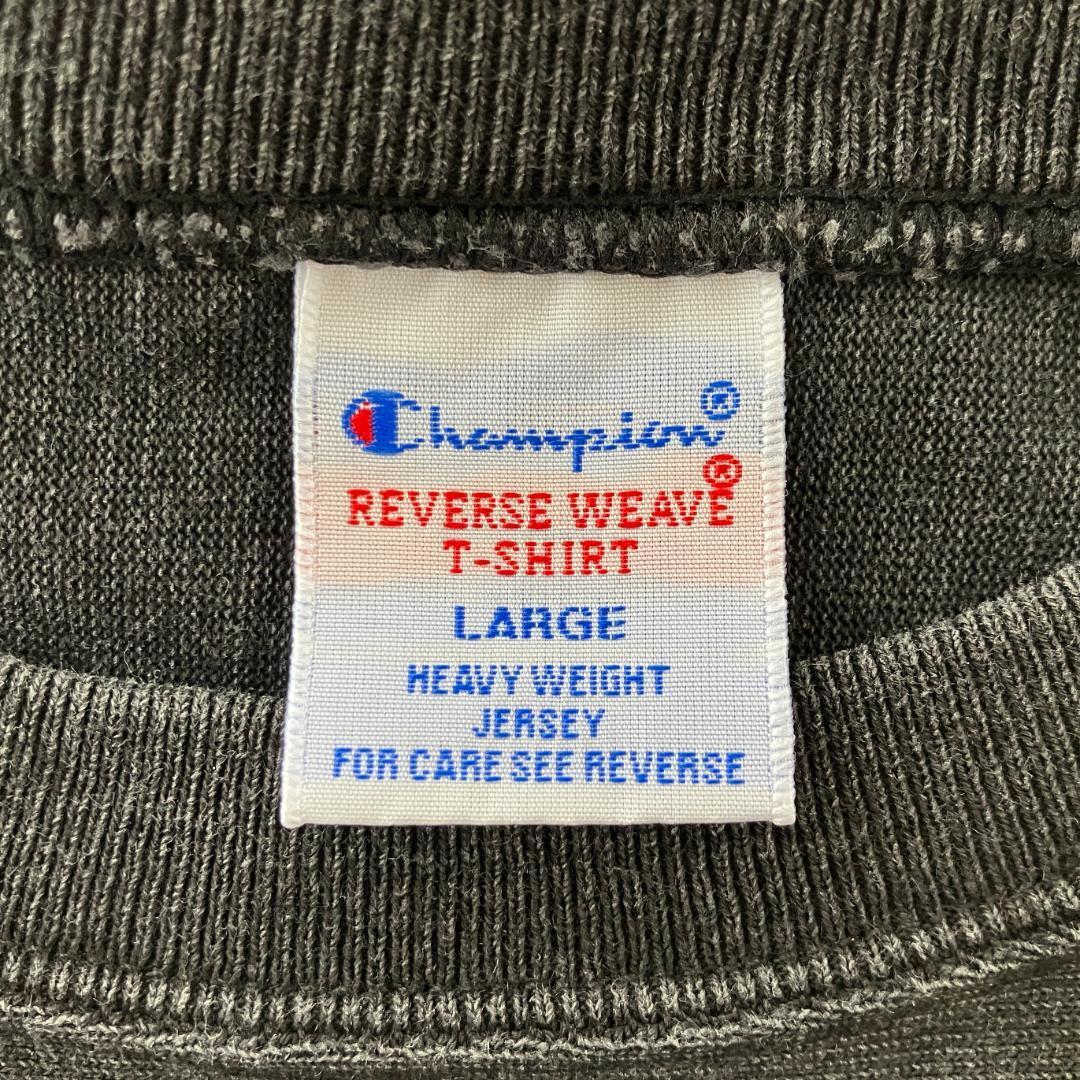 Champion®
REVERSE WEAVE®
T-SHIRT
LARGE
HEAVY WEIGHT
JERSEY
FOR CARE SEE REVERSE